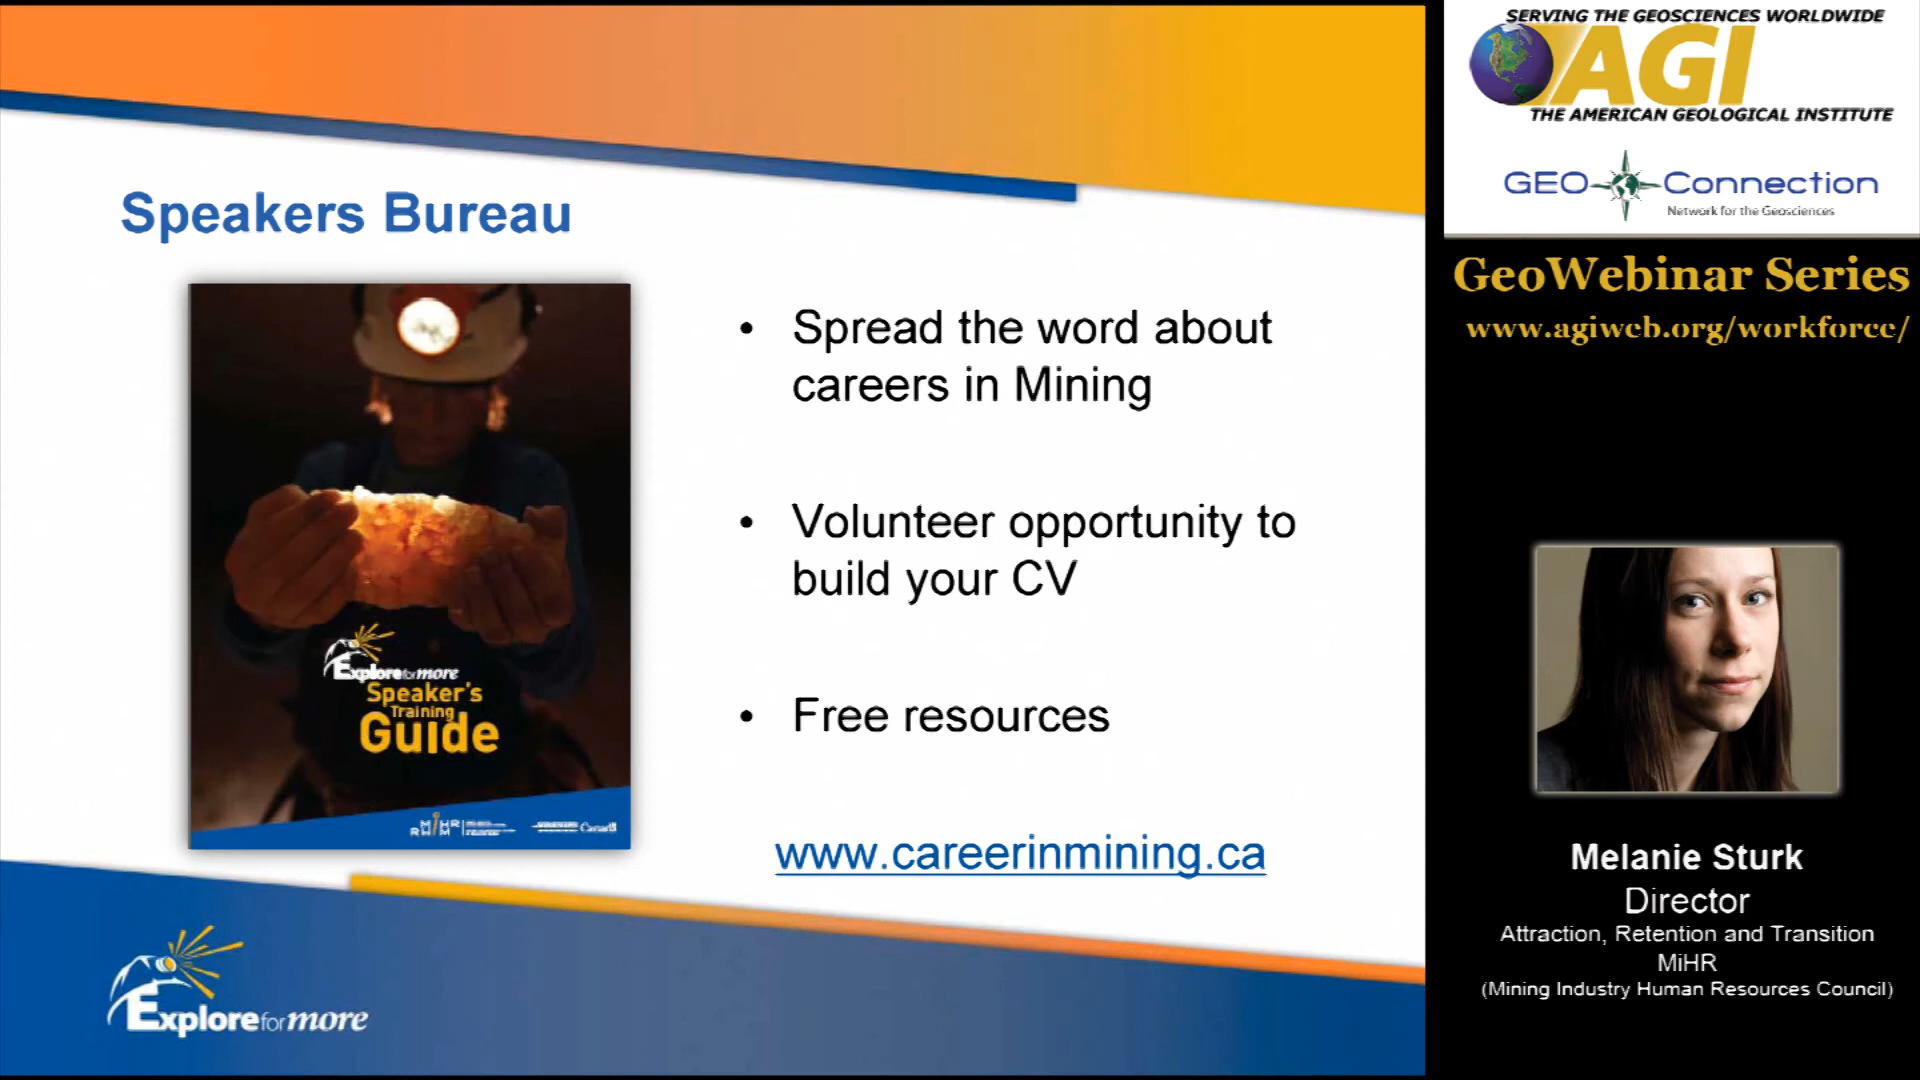 Speakers Bureau
Explore for more
Speaker's
Training
Guide
MiHR
RHiM
Canada
• Spread the word about
careers in Mining
• Volunteer opportunity to
build your CV
• Free resources
www.careerinmining.ca
Explore for more
SERVING THE GEOSCIENCES WORLDWIDE
AGI
THE AMERICAN GEOLOGICAL INSTITUTE
GEO Connection
Network for the Geosciences
GeoWebinar Series
www.agiweb.org/workforce/
Melanie Sturk
Director
Attraction, Retention and Transition
MiHR
(Mining Industry Human Resources Council)